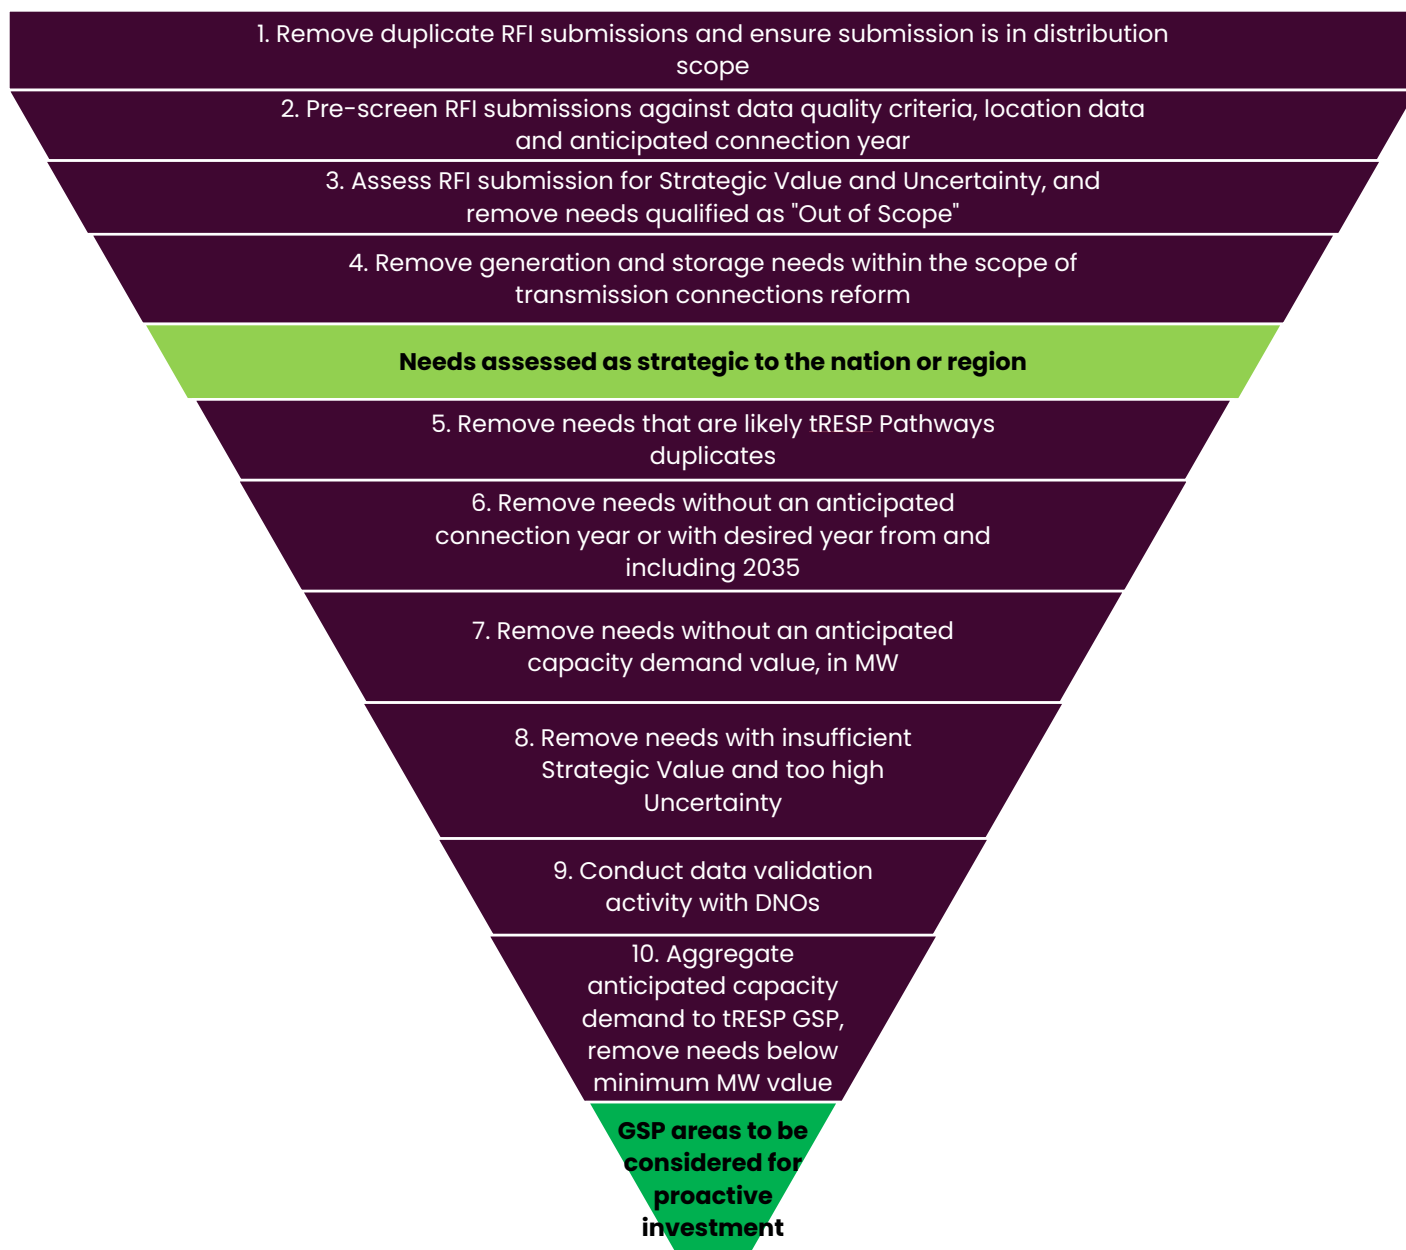 1. Remove duplicate RFI submissions and ensure submission is in distribution
scope
2. Pre-screen RFI submissions against data quality criteria, location data
and anticipated connection year
3. Assess RFI submission for Strategic Value and Uncertainty, and
remove needs qualified as "Out of Scope"
4. Remove generation and storage needs within the scope of
transmission connections reform
Needs assessed as strategic to the nation or region
5. Remove needs that are likely tRESP Pathways
duplicates
6. Remove needs without an anticipated
connection year or with desired year from and
including 2035
7. Remove needs without an anticipated
capacity demand value, in MW
8. Remove needs with insufficient
Strategic Value and too high
Uncertainty
9. Conduct data validation
activity with DNOs
10. Aggregate
anticipated capacity
demand to tRESP GSP,
remove needs below
minimum MW value
GSP areas to be
considered for
proactive
investment